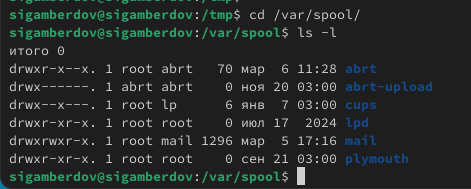 sigamberdov@sigamberdov:/tmp$ cd /var/spool/
sigamberdov@sigamberdov:/var/spool$ ls -l
итого 0
drwxr-x--x. 1 root abrt   70 мар  6 11:28 abrt
drwx------. 1 abrt abrt    0 ноя 20 03:00 abrt-upload
drwx--x---. 1 root lp      6 янв  7 03:00 cups
drwxr-xr-x. 1 root root    0 июл 17  2024 lpd
drwxrwxr-x. 1 root mail 1296 мар  5 17:16 mail
drwxr-xr-x. 1 root root    0 сен 21 03:00 plymouth
sigamberdov@sigamberdov:/var/spool$